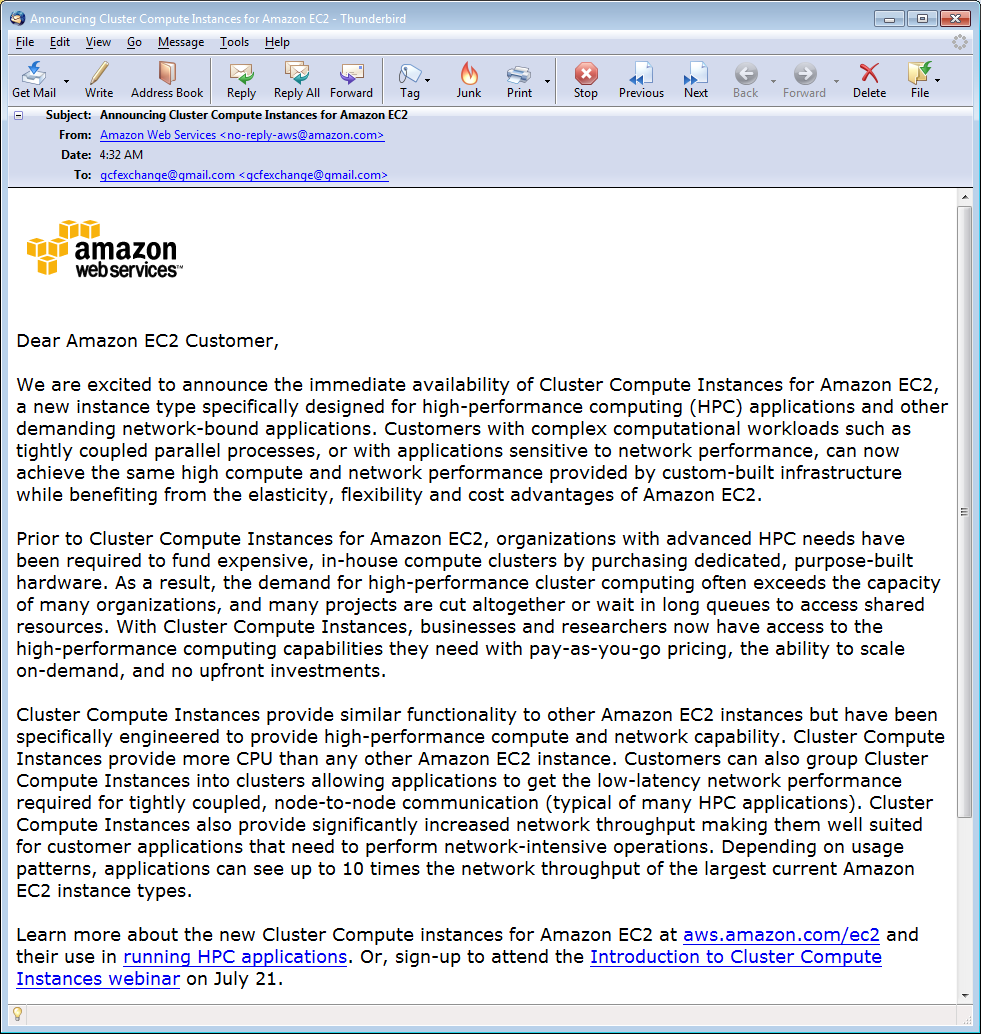 Announcing Cluster Compute Instances for Amazon EC2 - Thunderbird
File Edit View Go Message Tools Help
Get Mail Write Address Book Reply Reply All Forward Tag Junk Print Stop Previous Next Back Forward Delete File
Subject: Announcing Cluster Compute Instances for Amazon EC2
From: Amazon Web Services <no-reply-aws@amazon.com>
Date: 4:32 AM
To: gcfexchange@gmail.com <gcfexchange@gmail.com>
amazon
webservices™
Dear Amazon EC2 Customer,
We are excited to announce the immediate availability of Cluster Compute Instances for Amazon EC2,
a new instance type specifically designed for high-performance computing (HPC) applications and other
demanding network-bound applications. Customers with complex computational workloads such as
tightly coupled parallel processes, or with applications sensitive to network performance, can now
achieve the same high compute and network performance provided by custom-built infrastructure
while benefiting from the elasticity, flexibility and cost advantages of Amazon EC2.
Prior to Cluster Compute Instances for Amazon EC2, organizations with advanced HPC needs have
been required to fund expensive, in-house compute clusters by purchasing dedicated, purpose-built
hardware. As a result, the demand for high-performance cluster computing often exceeds the capacity
of many organizations, and many projects are cut altogether or wait in long queues to access shared
resources. With Cluster Compute Instances, businesses and researchers now have access to the
high-performance computing capabilities they need with pay-as-you-go pricing, the ability to scale
on-demand, and no upfront investments.
Cluster Compute Instances provide similar functionality to other Amazon EC2 instances but have been
specifically engineered to provide high-performance compute and network capability. Cluster Compute
Instances provide more CPU than any other Amazon EC2 instance. Customers can also group Cluster
Compute Instances into clusters allowing applications to get the low-latency network performance
required for tightly coupled, node-to-node communication (typical of many HPC applications). Cluster
Compute Instances also provide significantly increased network throughput making them well suited
for customer applications that need to perform network-intensive operations. Depending on usage
patterns, applications can see up to 10 times the network throughput of the largest current Amazon
EC2 instance types.
Learn more about the new Cluster Compute instances for Amazon EC2 at aws.amazon.com/ec2 and
their use in running HPC applications. Or, sign-up to attend the Introduction to Cluster Compute
Instances webinar on July 21.